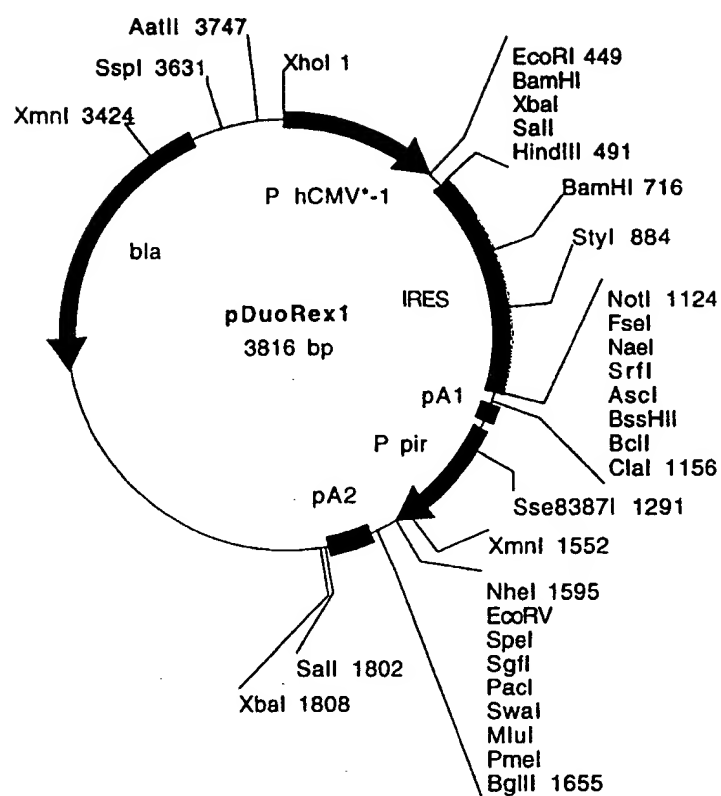 AatII 3747
XhoI 1
SspI 3631
XmnI 3424
EcoRI 449
BamHI
XbaI
SalI
HindIII 491
BamHI 716
StyI 884
P hCMV*-1
bla
IRES
pDuoRex1
3816 bp
NotI 1124
FseI
NaeI
SrfI
AscI
BssHII
BclI
ClaI 1156
pA1
P pir
pA2
Sse8387I 1291
XmnI 1552
NheI 1595
EcoRV
SpeI
SgfI
PacI
SwaI
MluI
PmeI
BglII 1655
SalI 1802
XbaI 1808